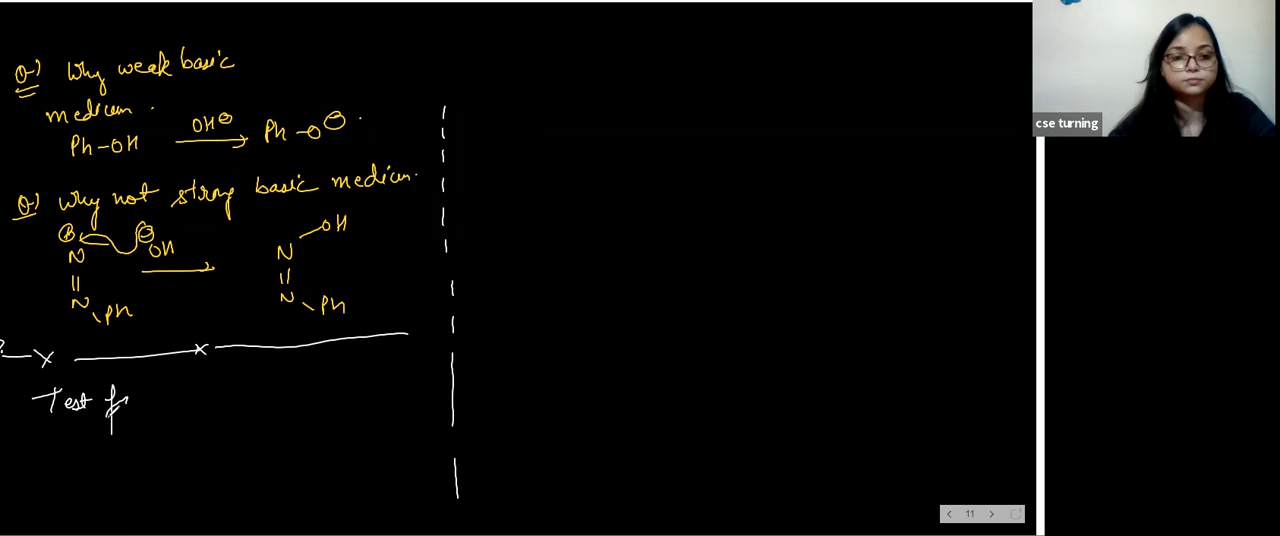 Q.) Why weak basic
medium.
Ph-OH OH⊖ → Ph-O⊖.
Q.) Why not strong basic medium.
⊕ ⊖
N OH → N-OH
|| ||
N N
Ph Ph
x x
Test for
cse turning
< 11 >